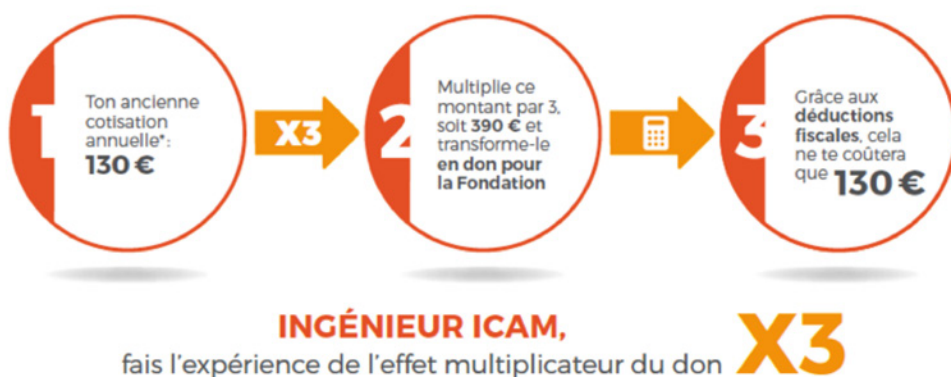 1
Ton ancienne
cotisation
annuelle*:
130 €
X3
2
Multiplie ce
montant par 3,
soit 390 € et
transforme-le
en don pour
la Fondation
3
Grâce aux
déductions
fiscales, cela
ne te coûtera
que 130 €
INGÉNIEUR ICAM,
fais l'expérience de l'effet multiplicateur du don X3